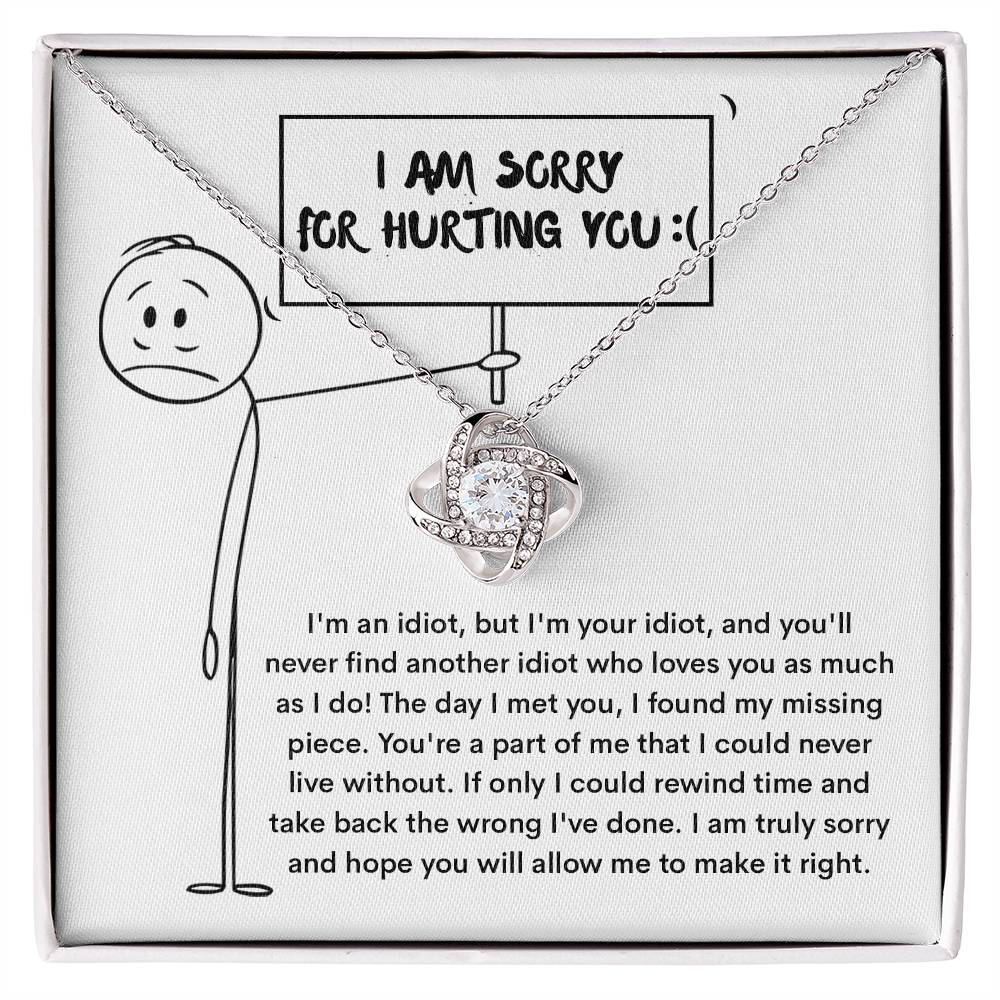 I AM SORRY
FOR HURTING YOU :(
I'm an idiot, but I'm your idiot, and you'll
never find another idiot who loves you as much
as I do! The day I met you, I found my missing
piece. You're a part of me that I could never
live without. If only I could rewind time and
take back the wrong I've done. I am truly sorry
and hope you will allow me to make it right.